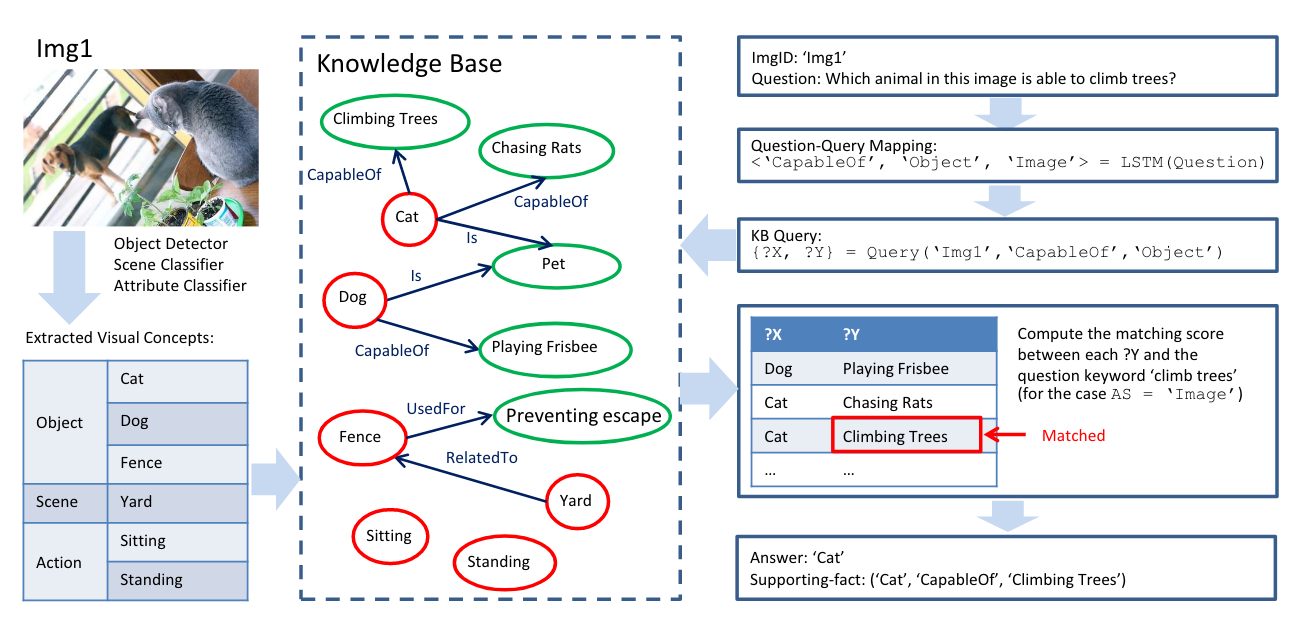 Img1
Object Detector
Scene Classifier
Attribute Classifier
Extracted Visual Concepts:
Object
Cat
Dog
Fence
Scene
Yard
Action
Sitting
Standing
Knowledge Base
Climbing Trees
Chasing Rats
CapableOf
Cat
CapableOf
Is
Pet
Is
Dog
CapableOf
Playing Frisbee
UsedFor
Preventing escape
Fence
RelatedTo
Yard
Sitting
Standing
ImgID: ‘Img1’
Question: Which animal in this image is able to climb trees?
Question-Query Mapping:
<‘CapableOf’, ‘Object’, ‘Image’> = LSTM(Question)
KB Query:
{?X, ?Y} = Query(‘Img1’,‘CapableOf’,‘Object’)
?X ?Y
Dog Playing Frisbee
Cat Chasing Rats
Cat Climbing Trees
… …
Compute the matching score
between each ?Y and the
question keyword ‘climb trees’
(for the case AS = ‘Image’)
Matched
Answer: ‘Cat’
Supporting-fact: (‘Cat’, ‘CapableOf’, ‘Climbing Trees’)